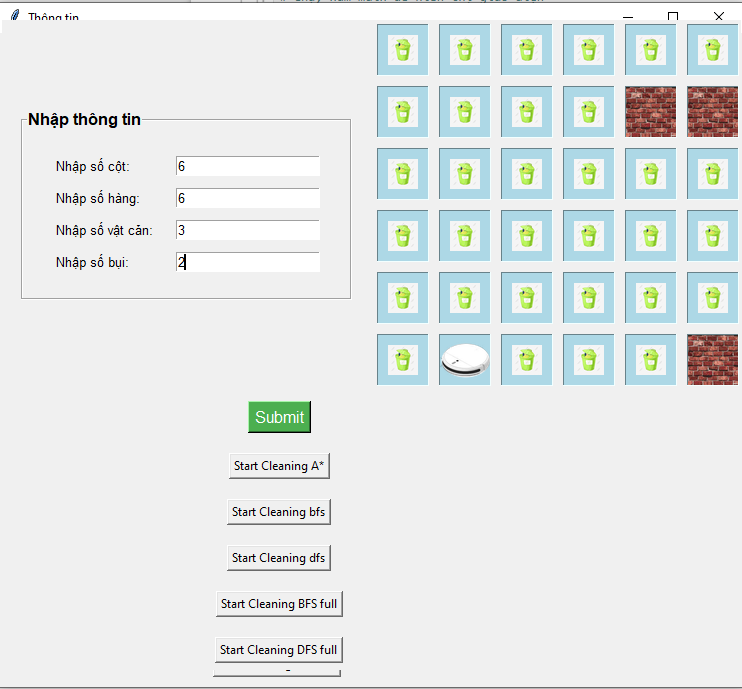 Thông tin
Nhập thông tin
Nhập số cột: 6
Nhập số hàng: 6
Nhập số vật cản: 3
Nhập số bụi: 2
Submit
Start Cleaning A*
Start Cleaning bfs
Start Cleaning dfs
Start Cleaning BFS full
Start Cleaning DFS full